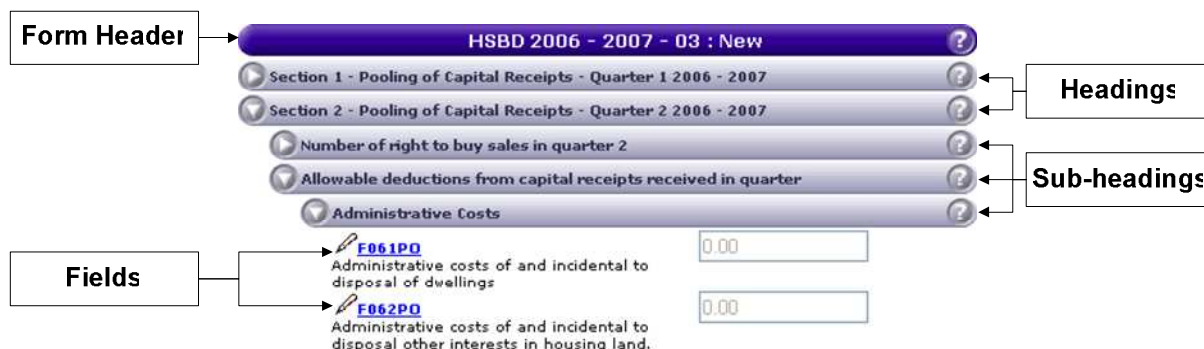 Form Header
HSBD 2006 - 2007 - 03 : New
?
Section 1 - Pooling of Capital Receipts - Quarter 1 2006 - 2007
?
Section 2 - Pooling of Capital Receipts - Quarter 2 2006 - 2007
?
Headings
Number of right to buy sales in quarter 2
?
Allowable deductions from capital receipts received in quarter
?
Sub-headings
Administrative Costs
?
Fields
F061PO
0.00
Administrative costs of and incidental to
disposal of dwellings
F062PO
0.00
Administrative costs of and incidental to
disposal other interests in housing land.